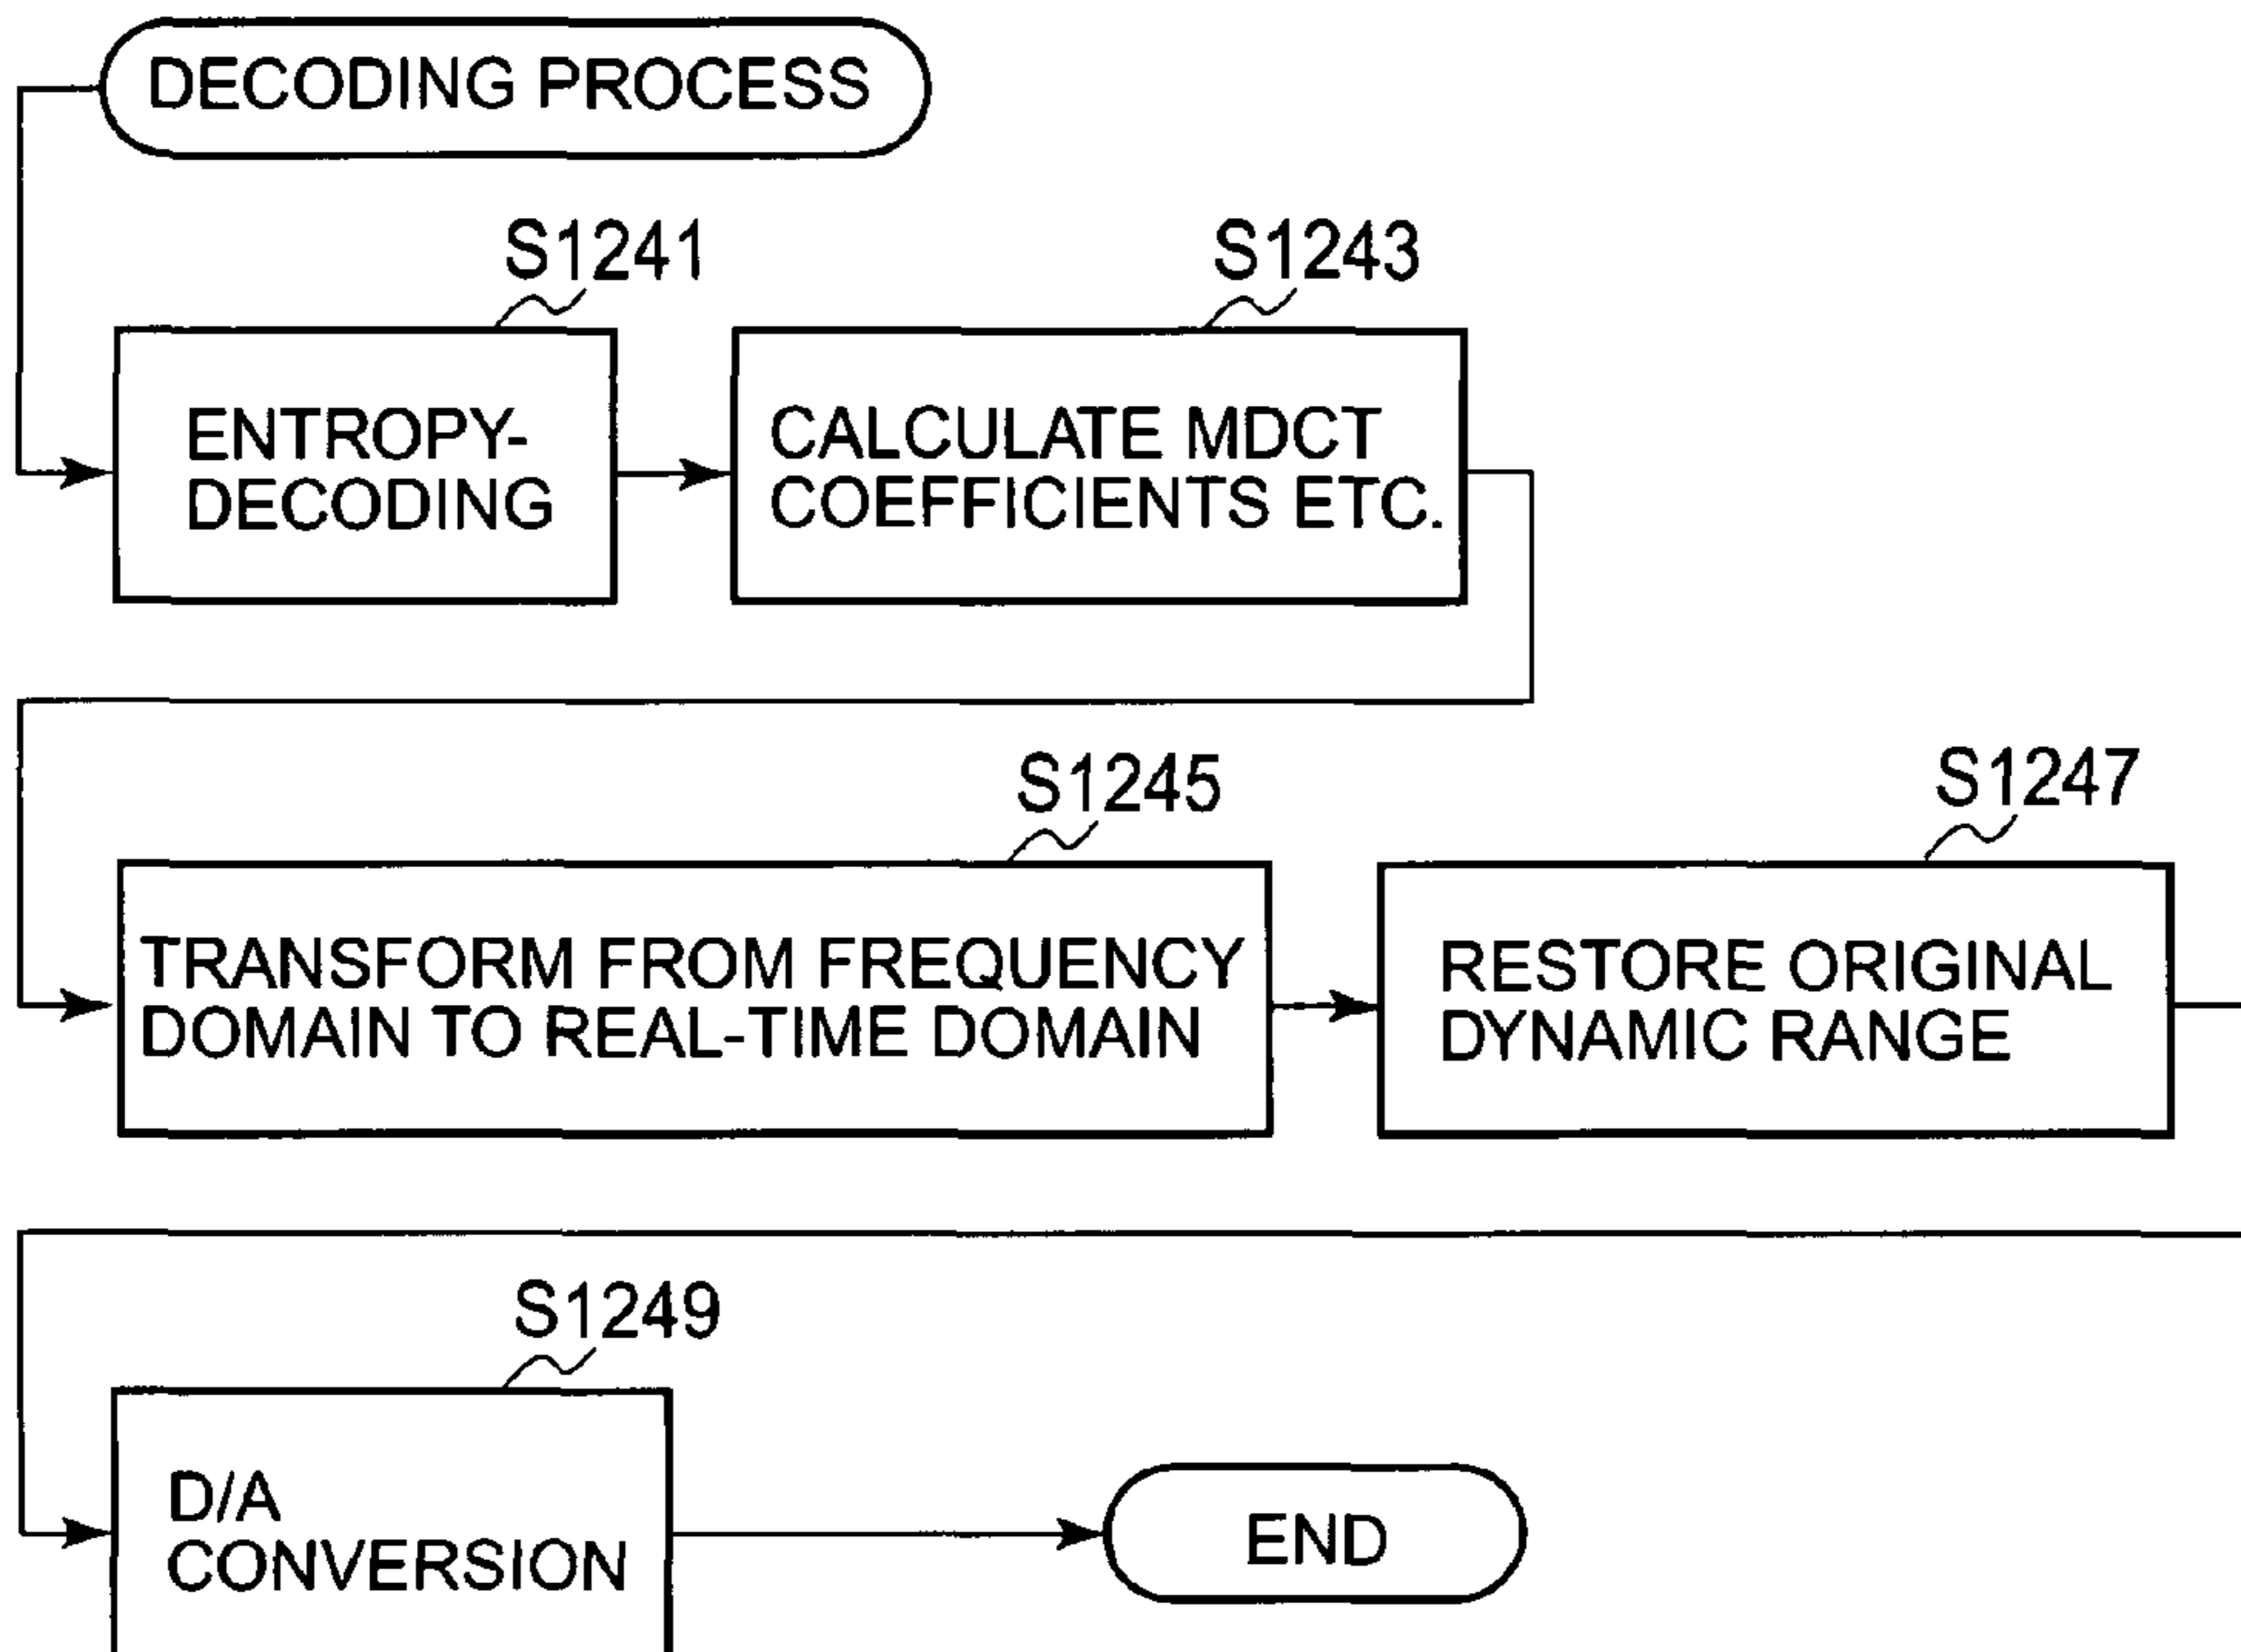 DECODING PROCESS
S1241
ENTROPY-
DECODING
S1243
CALCULATE MDCT
COEFFICIENTS ETC.
S1245
TRANSFORM FROM FREQUENCY
DOMAIN TO REAL-TIME DOMAIN
S1247
RESTORE ORIGINAL
DYNAMIC RANGE
S1249
D/A
CONVERSION
END